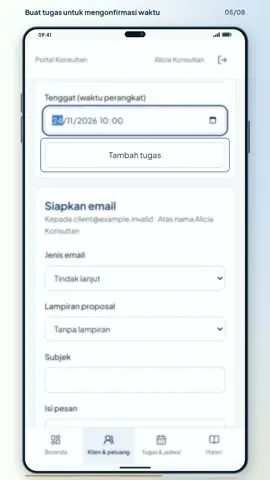 Buat tugas untuk mengonfirmasi waktu
06/08
09:41
Portal Konsultan
Alicia Konsultan
Tenggat (waktu perangkat)
24/11/2026 10:00
Tambah tugas
Siapkan email
Kepada client@example.invalid · Atas nama Alicia
Konsultan
Jenis email
Tindak lanjut
Lampiran proposal
Tanpa lampiran
Subjek
Isi pesan
Beranda
Klien & peluang
Tugas & jadwal
Materi